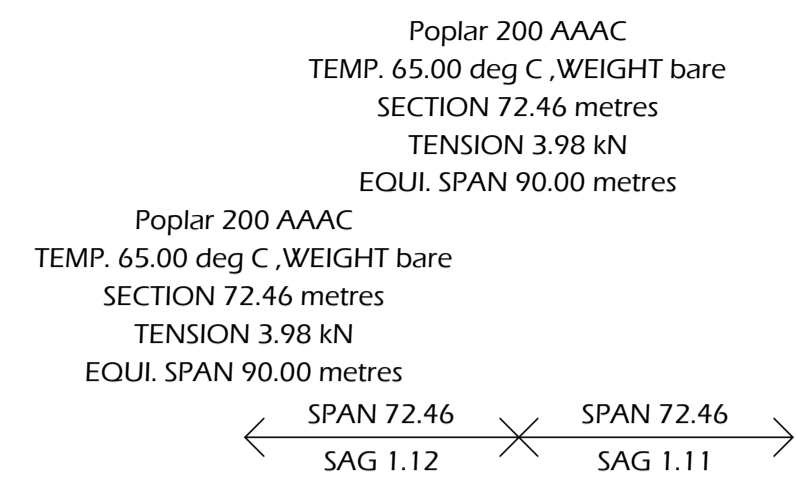 Poplar 200 AAAC
TEMP. 65.00 deg C ,WEIGHT bare
SECTION 72.46 metres
TENSION 3.98 kN
EQUI. SPAN 90.00 metres
Poplar 200 AAAC
TEMP. 65.00 deg C ,WEIGHT bare
SECTION 72.46 metres
TENSION 3.98 kN
EQUI. SPAN 90.00 metres
SPAN 72.46 SPAN 72.46
SAG 1.12 SAG 1.11